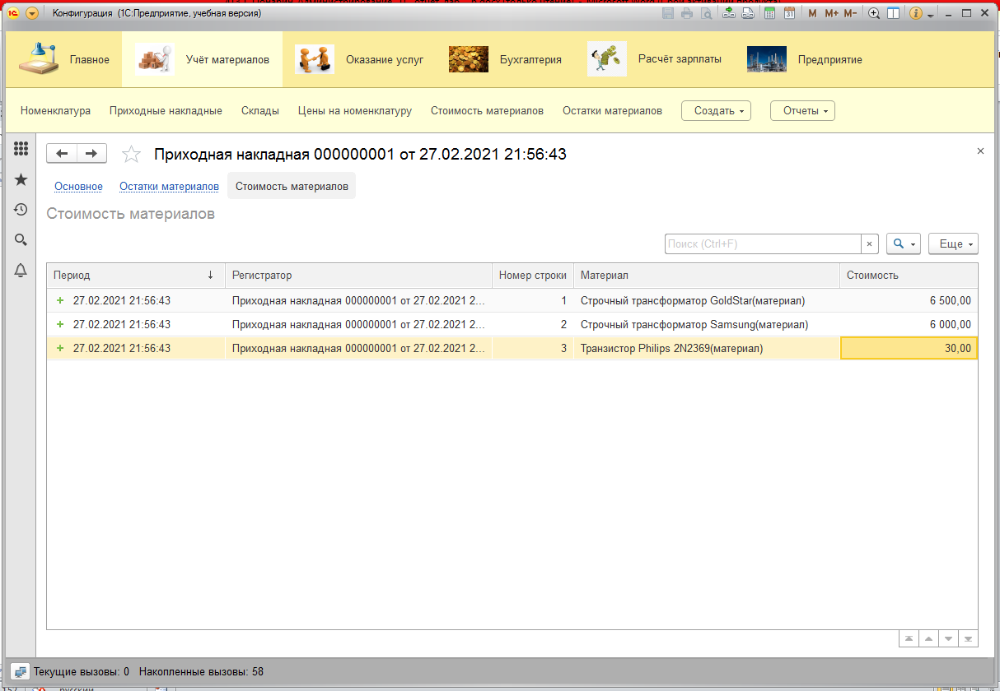 Конфигурация (1С:Предприятие, учебная версия)
M M+ M-
Главное Учёт материалов Оказание услуг Бухгалтерия Расчёт зарплаты Предприятие
Номенклатура Приходные накладные Склады Цены на номенклатуру Стоимость материалов Остатки материалов Создать Отчеты
Приходная накладная 000000001 от 27.02.2021 21:56:43
Основное Остатки материалов Стоимость материалов
Стоимость материалов
Поиск (Ctrl+F) Еще
Период Регистратор Номер строки Материал Стоимость
27.02.2021 21:56:43 Приходная накладная 000000001 от 27.02.2021 2... 1 Строчный трансформатор GoldStar(материал) 6 500,00
27.02.2021 21:56:43 Приходная накладная 000000001 от 27.02.2021 2... 2 Строчный трансформатор Samsung(материал) 6 000,00
27.02.2021 21:56:43 Приходная накладная 000000001 от 27.02.2021 2... 3 Транзистор Philips 2N2369(материал) 30,00
Текущие вызовы: 0 Накопленные вызовы: 58